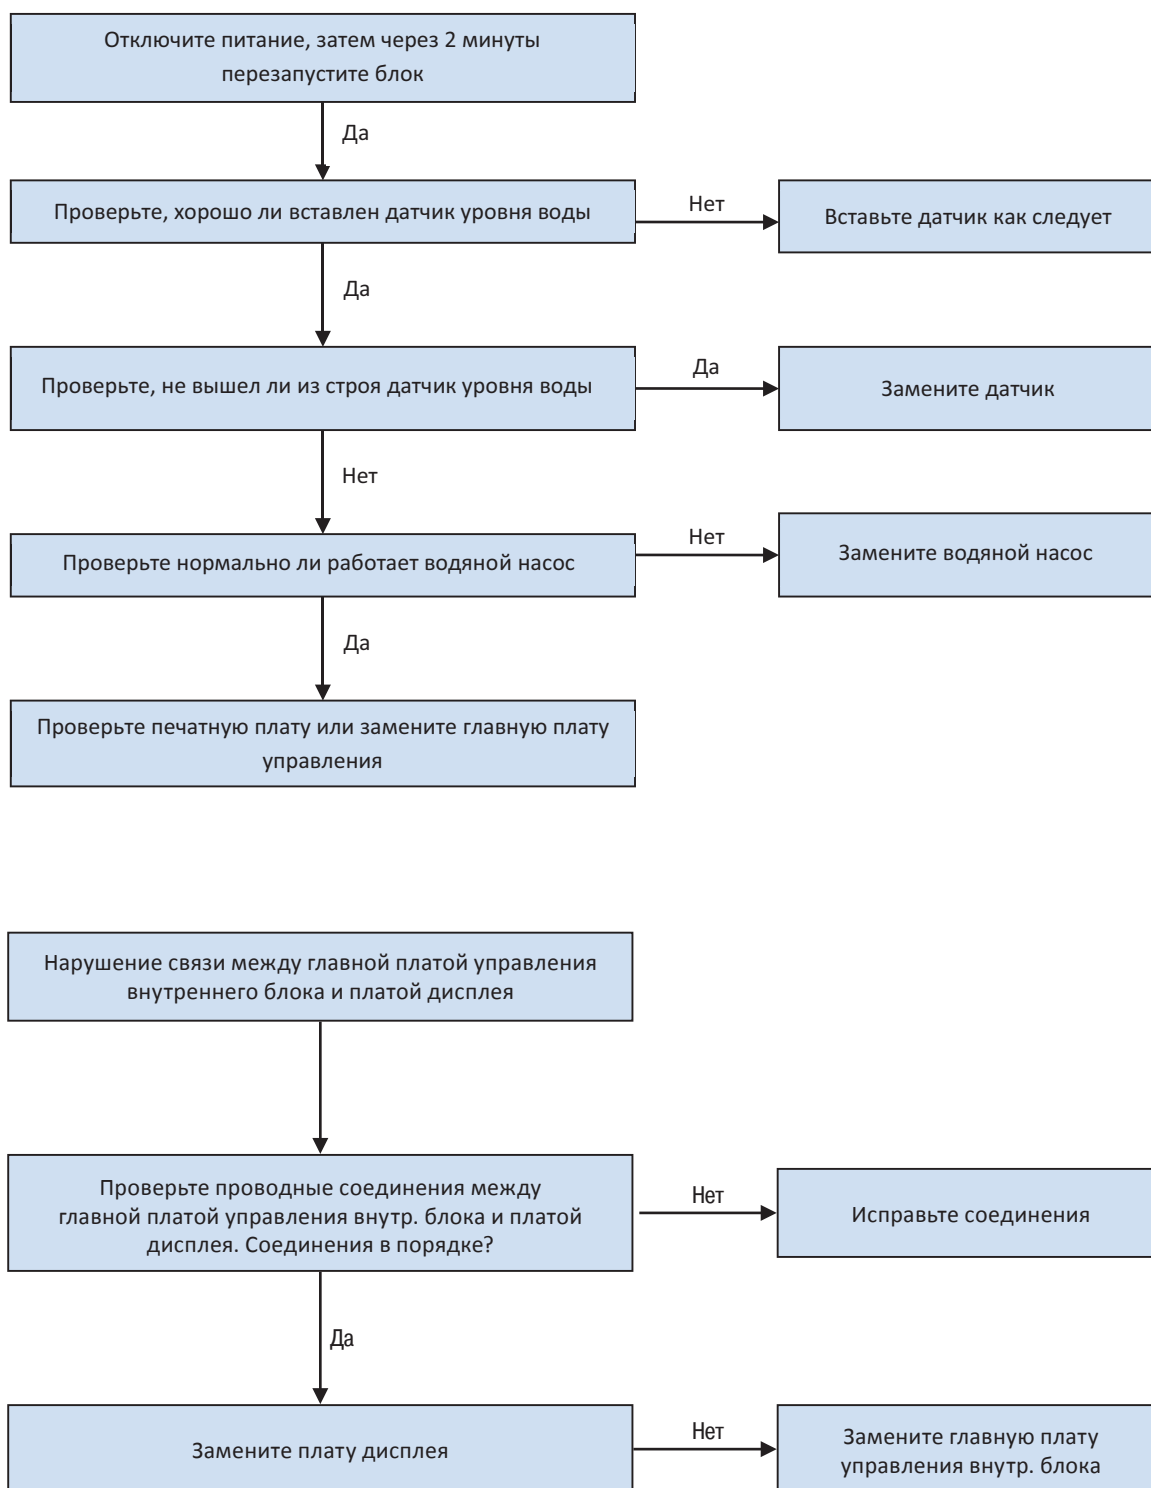 Отключите питание, затем через 2 минуты
перезапустите блок
Да
Проверьте, хорошо ли вставлен датчик уровня воды
Нет
Вставьте датчик как следует
Да
Проверьте, не вышел ли из строя датчик уровня воды
Да
Замените датчик
Нет
Проверьте нормально ли работает водяной насос
Нет
Замените водяной насос
Да
Проверьте печатную плату или замените главную плату
управления
Нарушение связи между главной платой управления
внутреннего блока и платой дисплея
Проверьте проводные соединения между
главной платой управления внутр. блока и платой
дисплея. Соединения в порядке?
Нет
Исправьте соединения
Да
Замените плату дисплея
Нет
Замените главную плату
управления внутр. блока